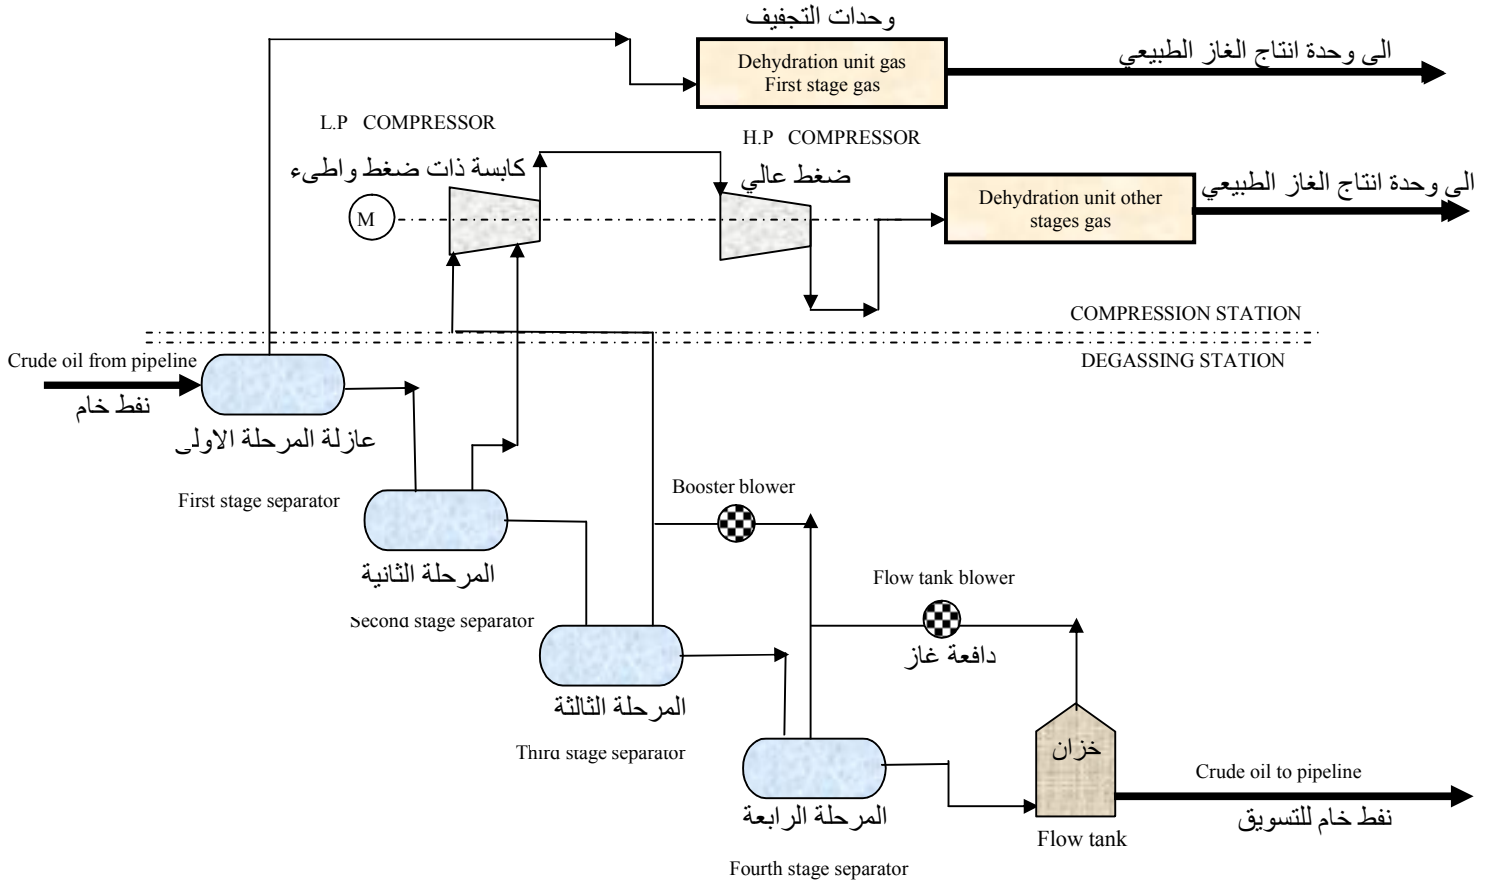 وحدات التجفيف
Dehydration unit gas
First stage gas
الى وحدة انتاج الغاز الطبيعي
L.P COMPRESSOR
كابسة ذات ضغط واطىء
H.P COMPRESSOR
ضغط عالي
M
Dehydration unit other
stages gas
الى وحدة انتاج الغاز الطبيعي
COMPRESSION STATION
DEGASSING STATION
Crude oil from pipeline
نفط خام
عازلة المرحلة الاولى
First stage separator
المرحلة الثانية
Second stage separator
Booster blower
Flow tank blower
دافعة غاز
المرحلة الثالثة
Third stage separator
المرحلة الرابعة
Fourth stage separator
خزان
Flow tank
Crude oil to pipeline
نفط خام للتسويق